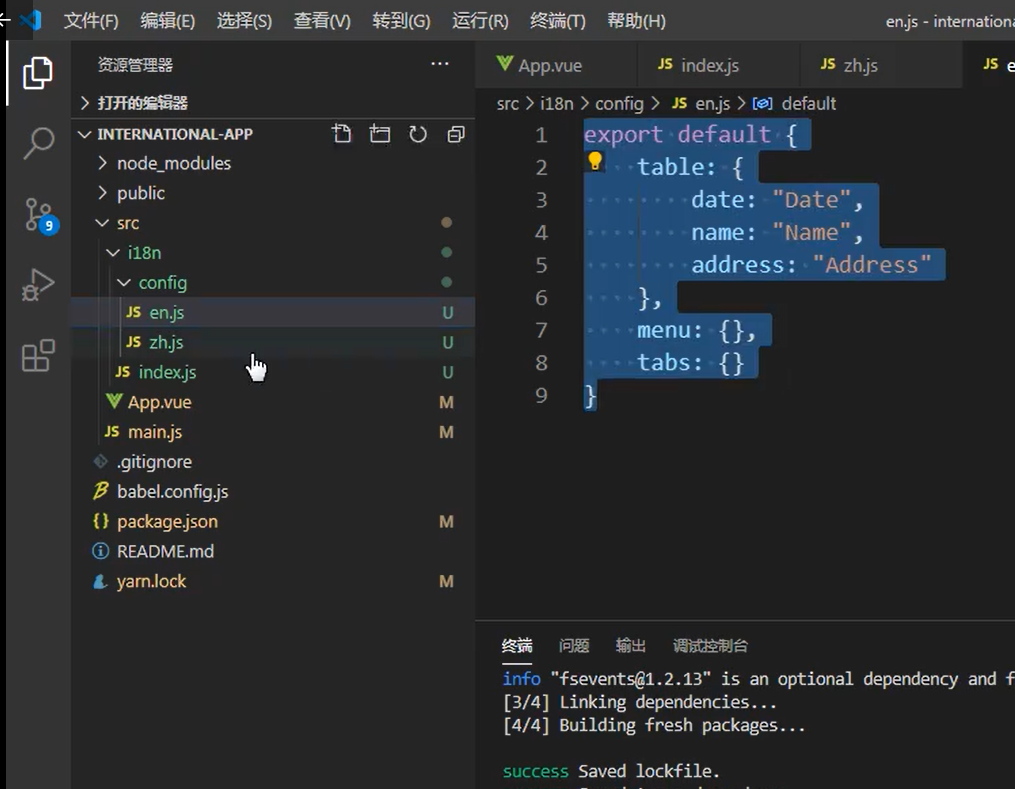 文件(F) 编辑(E) 选择(S) 查看(V) 转到(G) 运行(R) 终端(T) 帮助(H) en.js - internation
资源管理器 ···
打开的编辑器
INTERNATIONAL-APP
node_modules
public
src
i18n
config
JS en.js U
JS zh.js U
JS index.js U
App.vue M
JS main.js M
.gitignore
babel.config.js
{} package.json M
README.md
yarn.lock M
9
App.vue JS index.js JS zh.js JS e
src > i18n > config > JS en.js > default
1 export default {
2 table: {
3 date: "Date",
4 name: "Name",
5 address: "Address"
6 },
7 menu: {},
8 tabs: {}
9 }
终端 问题 输出 调试控制台
info "fsevents@1.2.13" is an optional dependency and f
[3/4] Linking dependencies...
[4/4] Building fresh packages...
success Saved lockfile.